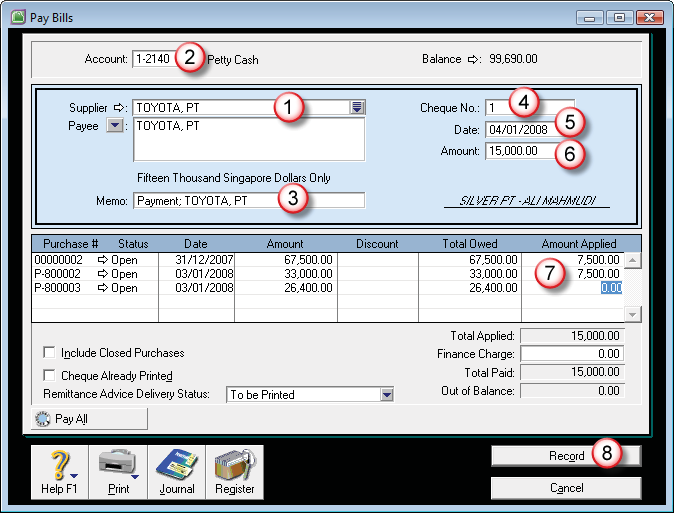 Pay Bills
Account: 1-2140 2 Petty Cash Balance ⇨: 99,690.00
Supplier ⇨: TOYOTA, PT 1 Cheque No.: 1 4
Payee : TOYOTA, PT Date: 04/01/2008 5
Amount: 15,000.00 6
Fifteen Thousand Singapore Dollars Only
Memo: Payment; TOYOTA, PT 3 SILVER PT - ALI MAHMUDI
Purchase # Status Date Amount Discount Total Owed Amount Applied
00000002 ⇨ Open 31/12/2007 67,500.00 67,500.00 7,500.00
P-800002 ⇨ Open 03/01/2008 33,000.00 33,000.00 7 7,500.00
P-800003 ⇨ Open 03/01/2008 26,400.00 26,400.00 0.00
Total Applied: 15,000.00
Include Closed Purchases Finance Charge: 0.00
Cheque Already Printed Total Paid: 15,000.00
Remittance Advice Delivery Status: To be Printed Out of Balance: 0.00
Pay All
Record 8
Help F1 Print Journal Register Cancel